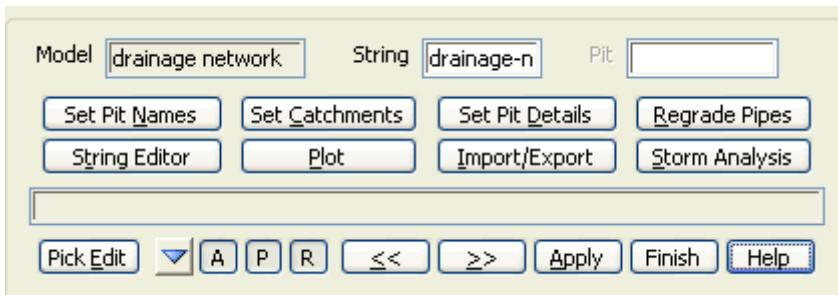 Model drainage network String drainage-n Pit
Set Pit Names Set Catchments Set Pit Details Regrade Pipes
String Editor Plot Import/Export Storm Analysis
Pick Edit A P R << >> Apply Finish Help